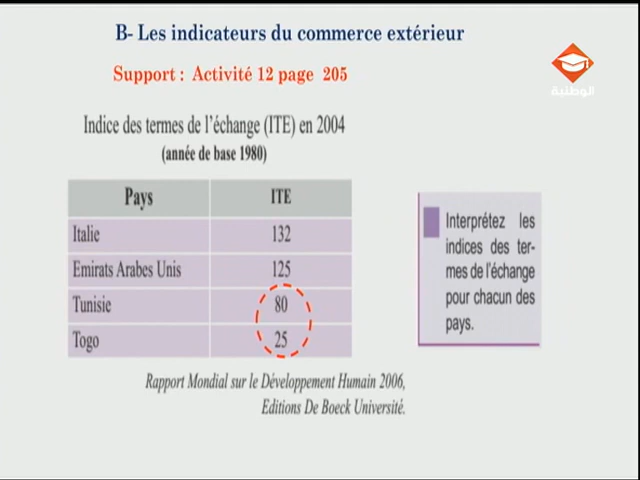 B- Les indicateurs du commerce extérieur
Support : Activité 12 page 205
الوطنية
Indice des termes de l'échange (ITE) en 2004
(année de base 1980)
Pays ITE
Italie 132
Emirats Arabes Unis 125
Tunisie 80
Togo 25
Interprétez les
indices des ter-
mes de l'échange
pour chacun des
pays.
Rapport Mondial sur le Développement Humain 2006,
Editions De Boeck Université.